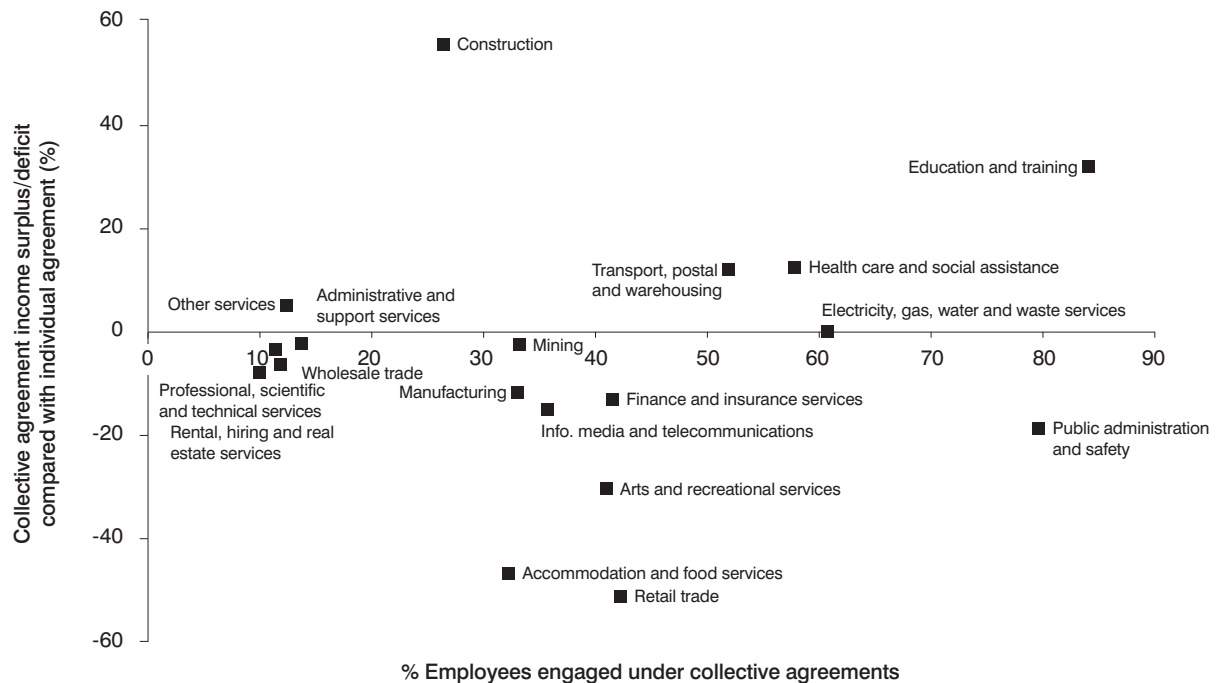 Collective agreement income surplus/deficit
compared with individual agreement (%)
60
Construction
40
Education and training
20
Transport, postal
and warehousing
Health care and social assistance
Other services
Administrative and
support services
Electricity, gas, water and waste services
0
0
10
20
30
40
50
60
70
80
90
Mining
Wholesale trade
Professional, scientific
and technical services
Manufacturing
Finance and insurance services
Rental, hiring and real
estate services
Info. media and telecommunications
-20
Public administration
and safety
Arts and recreational services
-40
Accommodation and food services
Retail trade
-60
% Employees engaged under collective agreements